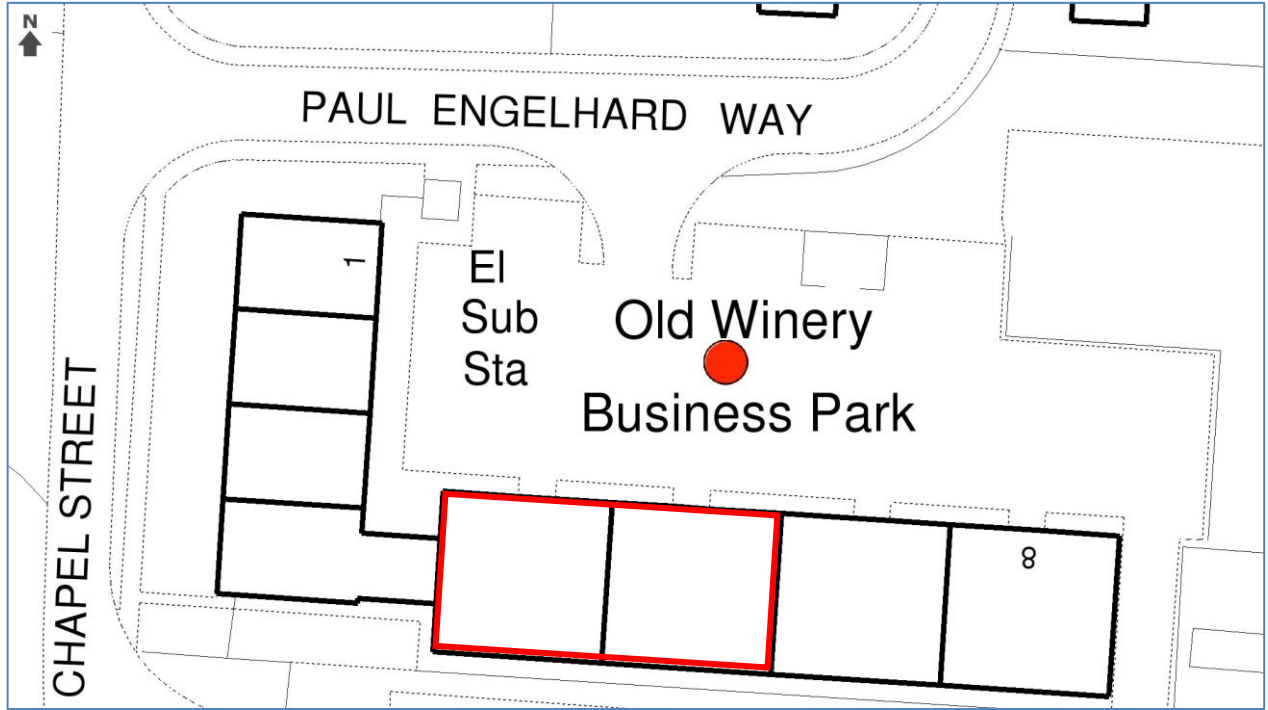 N
PAUL ENGELHARD WAY
1
El
Sub
Sta
Old Winery
Business Park
CHAPEL STREET
8